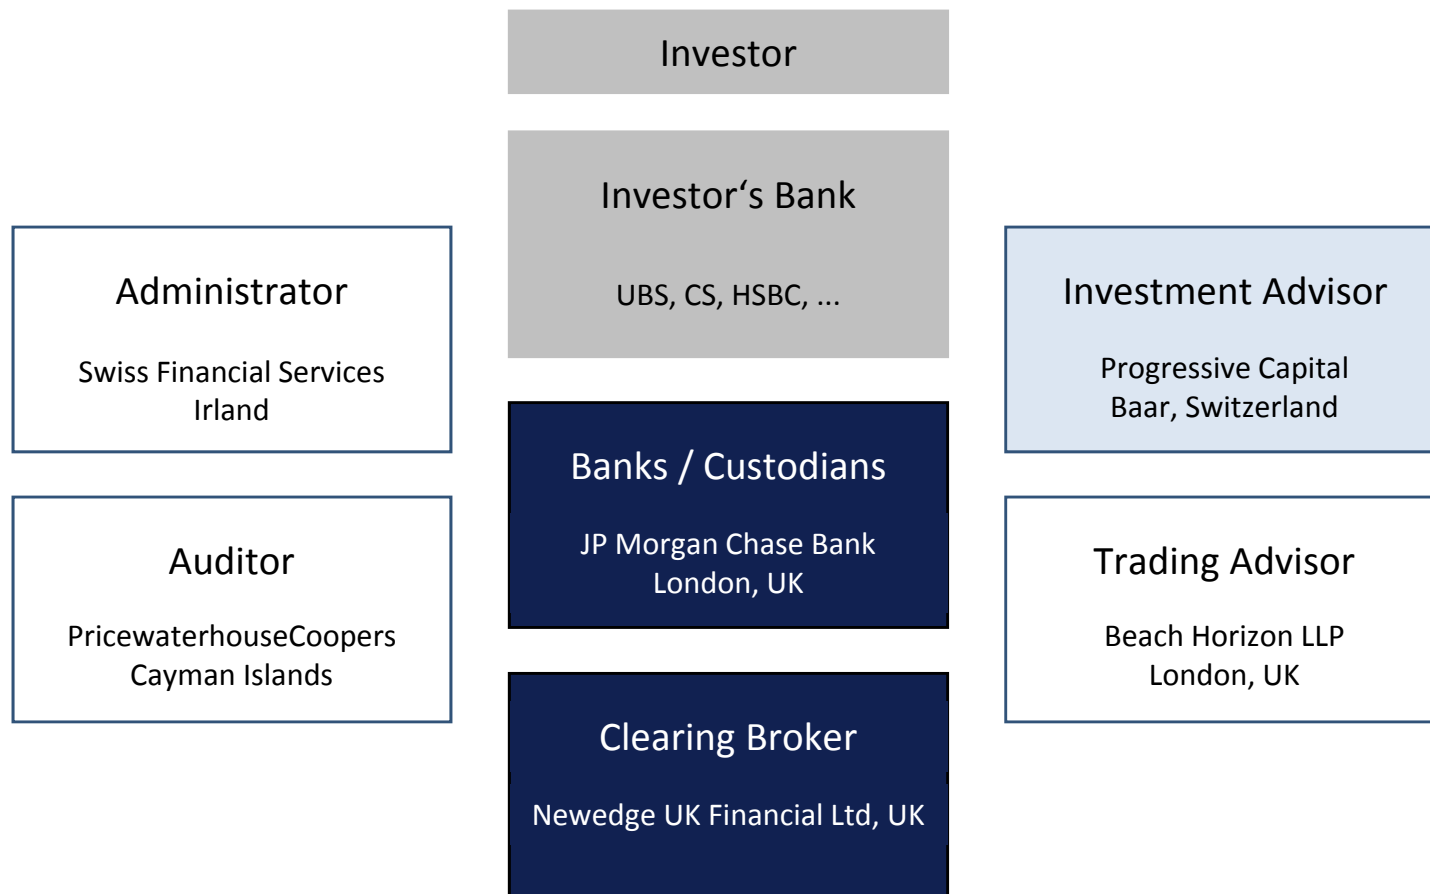 Investor
Investor‘s Bank
UBS, CS, HSBC, ...
Administrator
Swiss Financial Services
Irland
Investment Advisor
Progressive Capital
Baar, Switzerland
Banks / Custodians
JP Morgan Chase Bank
London, UK
Auditor
PricewaterhouseCoopers
Cayman Islands
Trading Advisor
Beach Horizon LLP
London, UK
Clearing Broker
Newedge UK Financial Ltd, UK